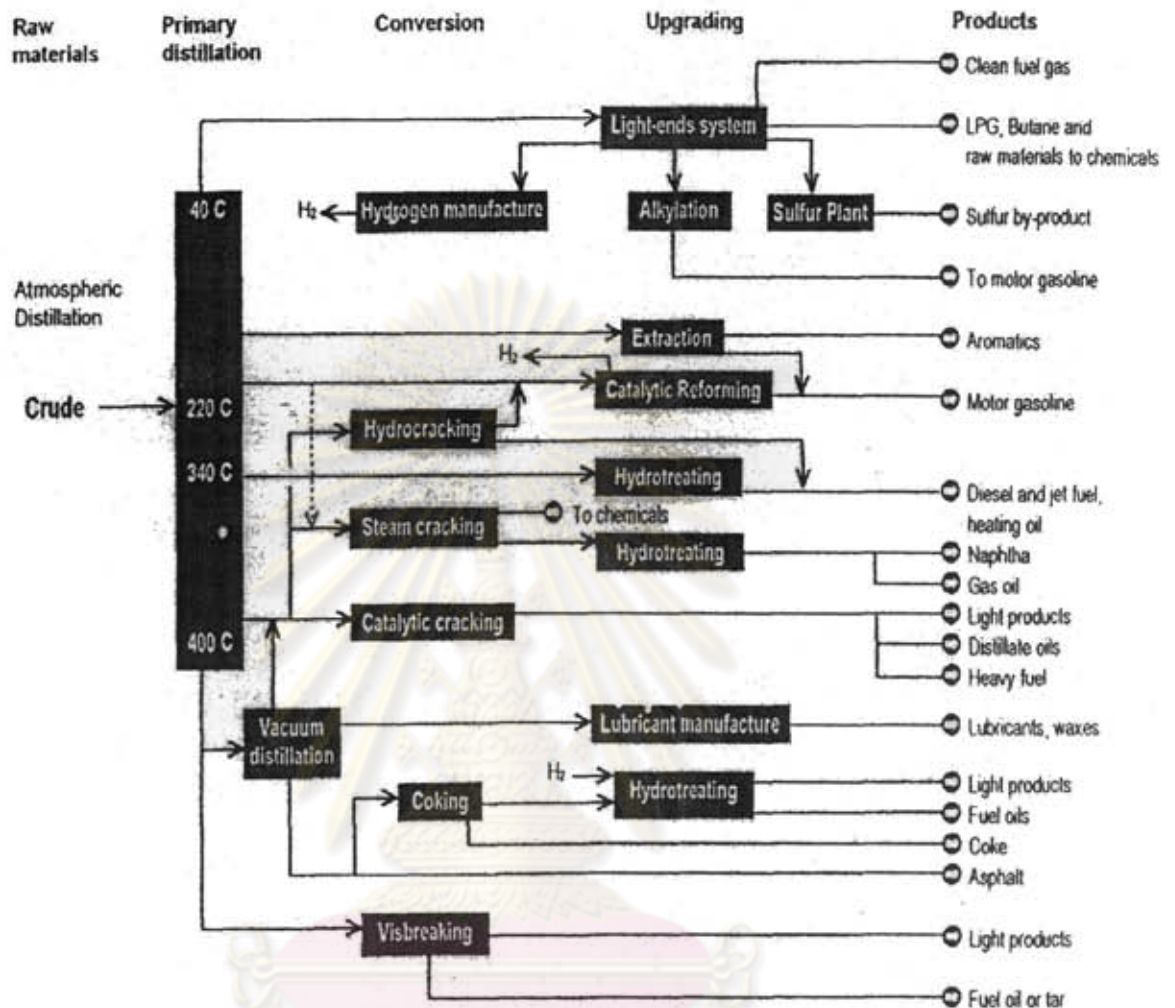 Raw
materials
Primary
distillation
Conversion
Upgrading
Products
Clean fuel gas
Light-ends system
LPG, Butane and
raw materials to chemicals
40 C
H₂
Hydrogen manufacture
Alkylation
Sulfur Plant
Sulfur by-product
To motor gasoline
Atmospheric
Distillation
Extraction
Aromatics
H₂
Catalytic Reforming
Motor gasoline
Crude
220 C
Hydrocracking
340 C
Hydrotreating
Diesel and jet fuel,
heating oil
Steam cracking
To chemicals
Hydrotreating
Naphtha
Gas oil
Catalytic cracking
Light products
400 C
Distillate oils
Heavy fuel
Vacuum
distillation
Lubricant manufacture
Lubricants, waxes
H₂
Hydrotreating
Light products
Coking
Fuel oils
Coke
Asphalt
Visbreaking
Light products
Fuel oil or tar